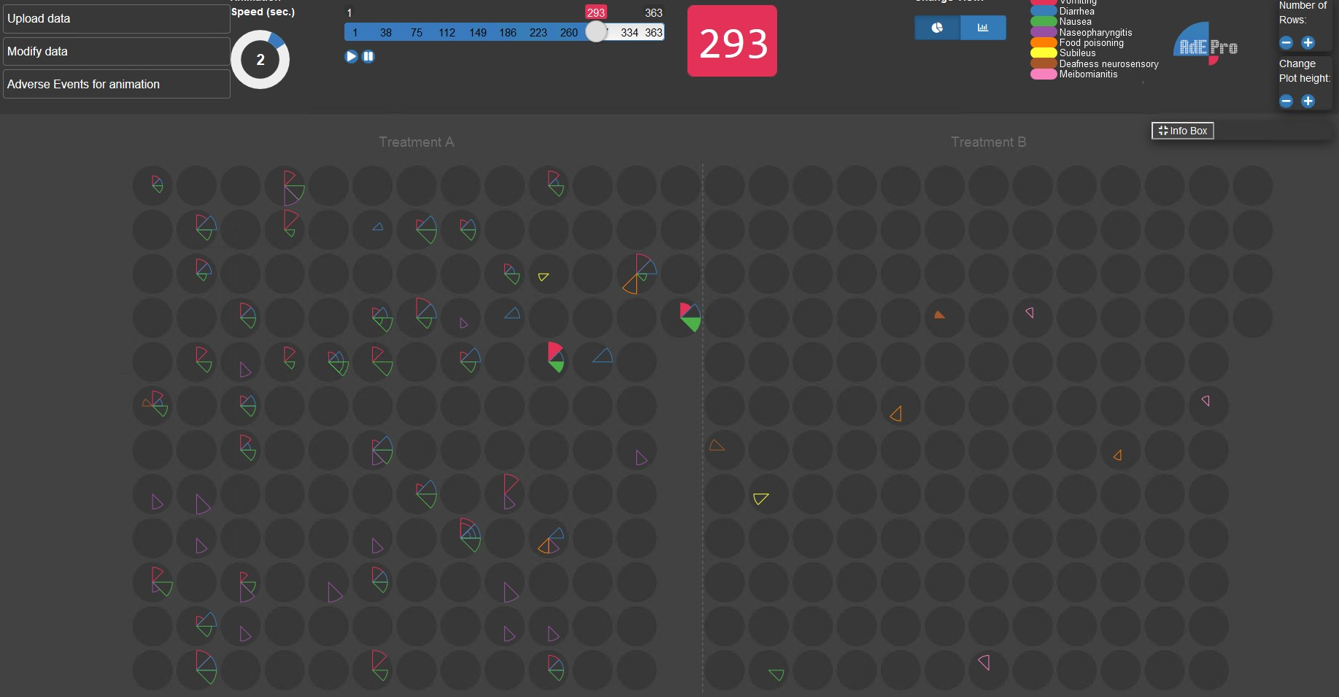 Speed (sec.)
Upload data
Modify data
Adverse Events for animation
2
1 293 363
1 38 75 112 149 186 223 260 334 363
293
Vomiting
Diarrhea
Nausea
Naseopharyngitis
Food poisoning
Subileus
Deafness neurosensory
Meibomianitis
AdE Pro
Number of
Rows:
Change
Plot height:
Info Box
Treatment A
Treatment B